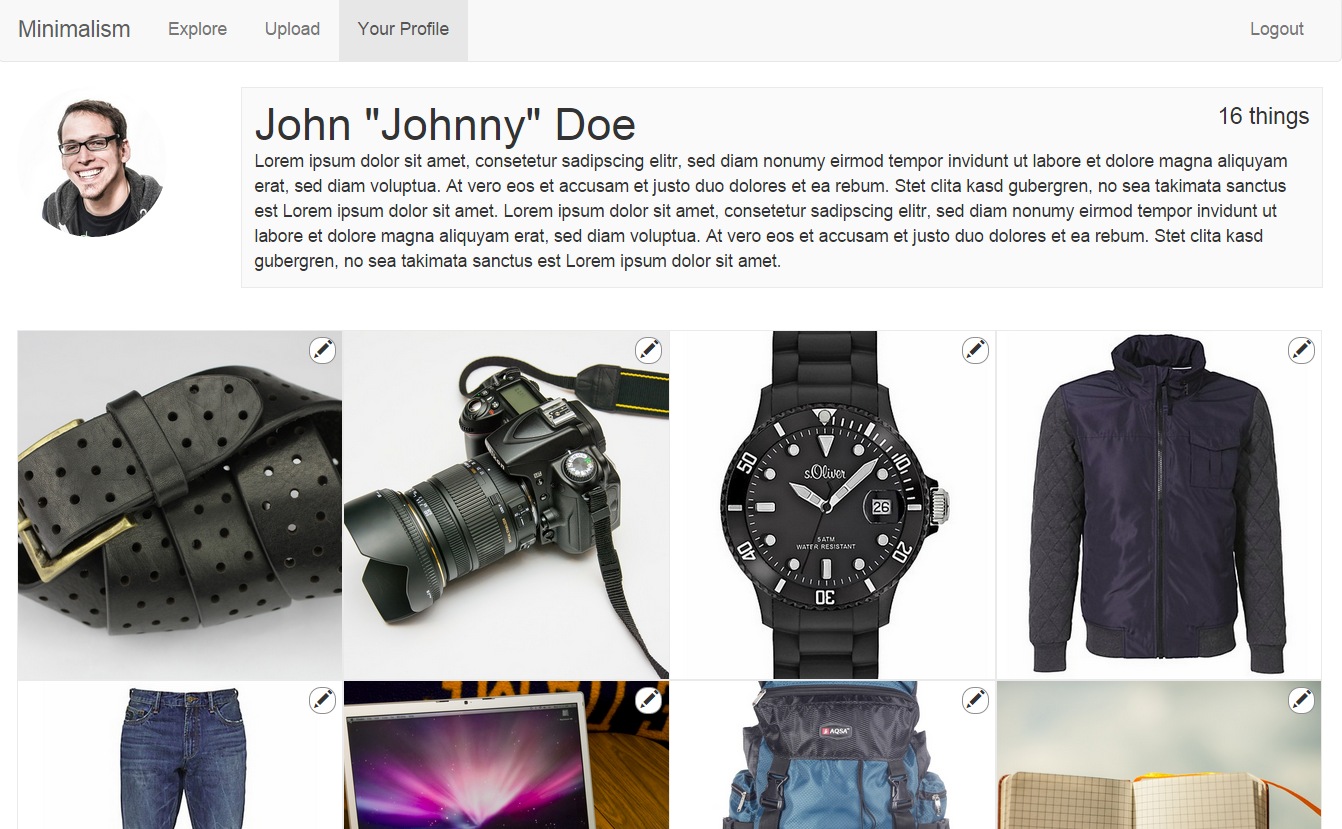 Minimalism Explore Upload Your Profile Logout
John "Johnny" Doe
16 things
Lorem ipsum dolor sit amet, consetetur sadipscing elitr, sed diam nonumy eirmod tempor invidunt ut labore et dolore magna aliquyam
erat, sed diam voluptua. At vero eos et accusam et justo duo dolores et ea rebum. Stet clita kasd gubergren, no sea takimata sanctus
est Lorem ipsum dolor sit amet. Lorem ipsum dolor sit amet, consetetur sadipscing elitr, sed diam nonumy eirmod tempor invidunt ut
labore et dolore magna aliquyam erat, sed diam voluptua. At vero eos et accusam et justo duo dolores et ea rebum. Stet clita kasd
gubergren, no sea takimata sanctus est Lorem ipsum dolor sit amet.
50
10
s.Oliver
26
5 ATM
WATER RESISTANT
40
20
30
AQSA